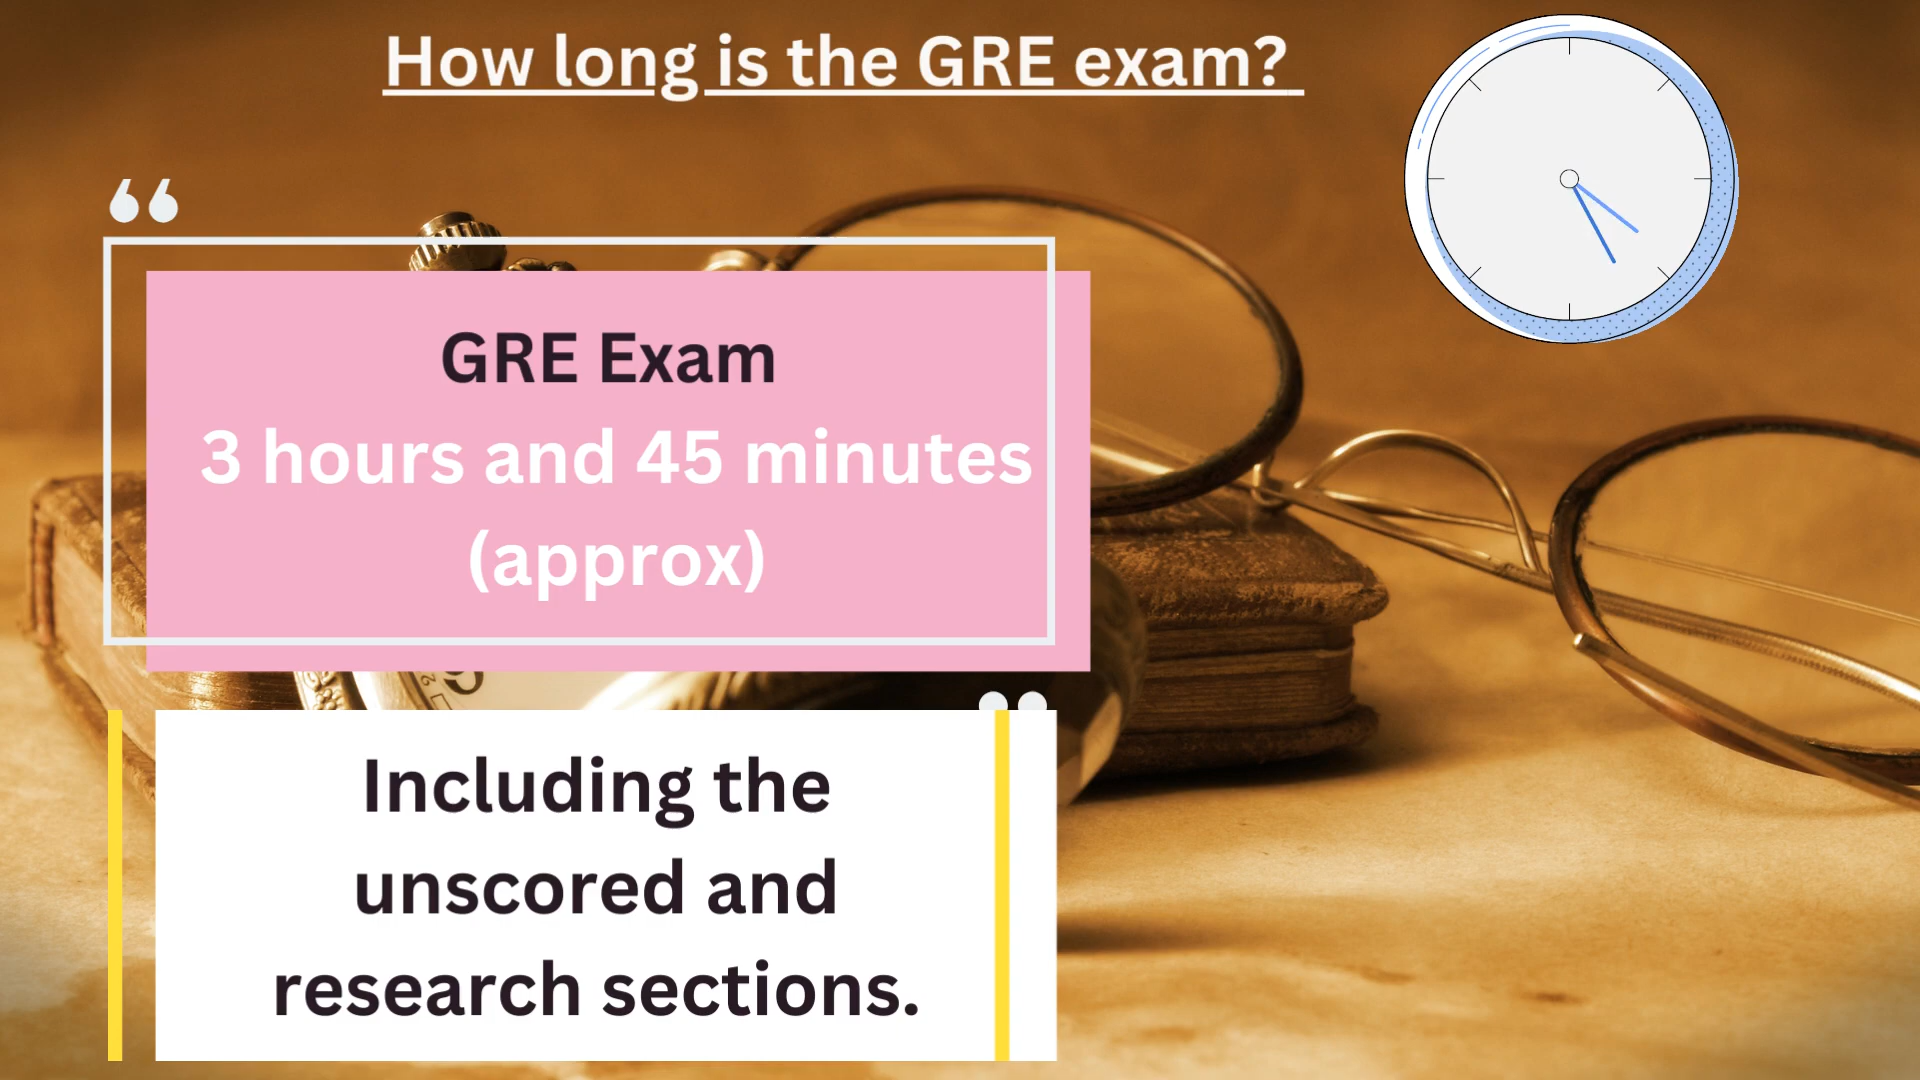 How long is the GRE exam?
GRE Exam
3 hours and 45 minutes
(approx)
Including the
unscored and
research sections.